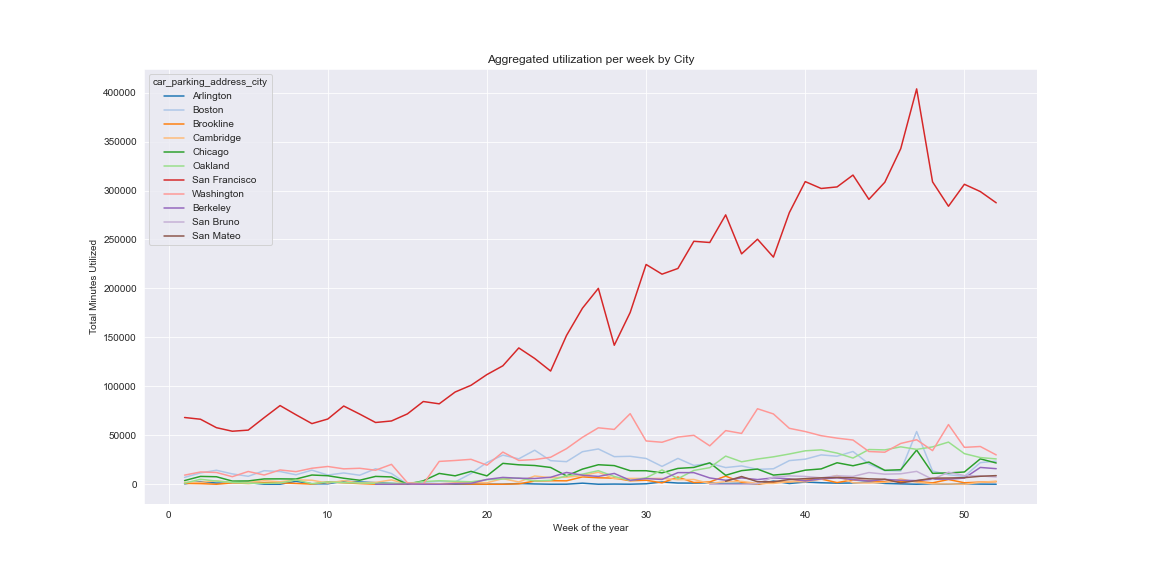 Aggregated utilization per week by City
car_parking_address_city
Arlington
Boston
Brookline
Cambridge
Chicago
Oakland
San Francisco
Washington
Berkeley
San Bruno
San Mateo
Total Minutes Utilized
400000
350000
300000
250000
200000
150000
100000
50000
0
0 10 20 30 40 50
Week of the year